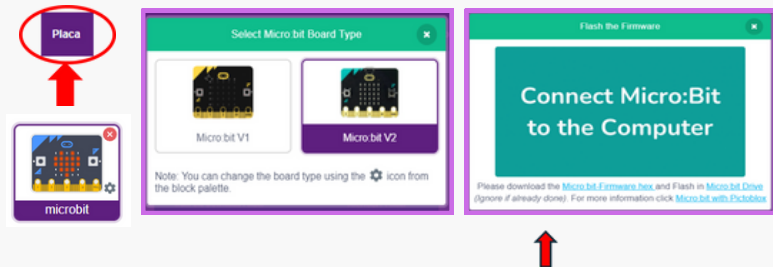 Placa
microbit
Select Micro:bit Board Type
Micro:bit V1
Micro:bit V2
Note: You can change the board type using the icon from
the block palette.
Flash the Firmware
Connect Micro:Bit
to the Computer
Please download the Micro:bit-Firmware hex and Flash in Micro:bit Drive
(Ignore if already done). For more information click Micro:bit with Pictoblox